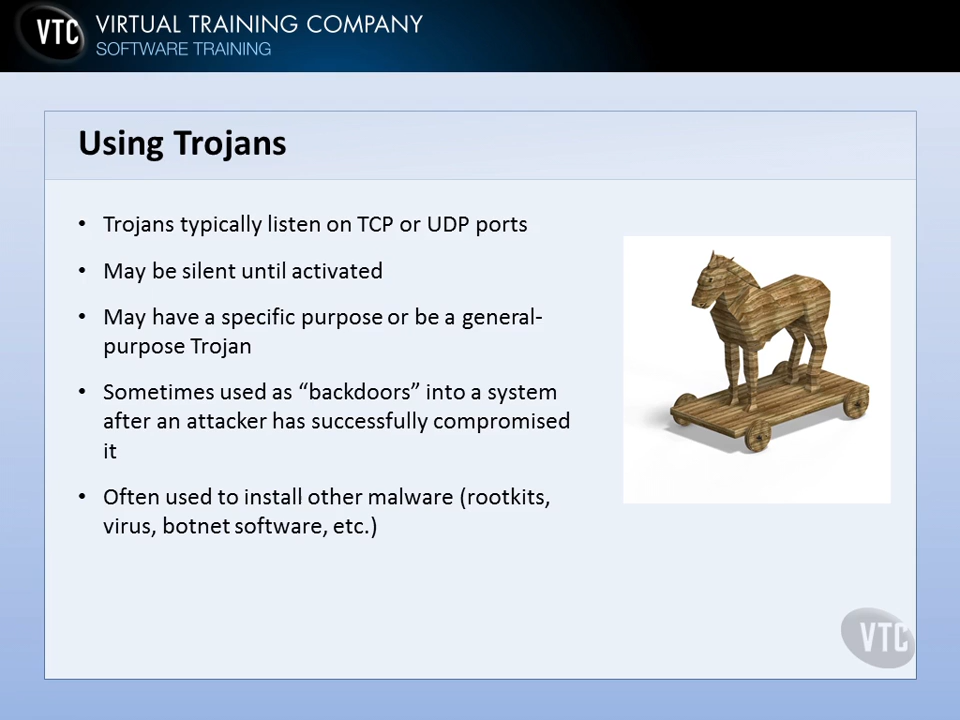 VTC
VIRTUAL TRAINING COMPANY
SOFTWARE TRAINING
Using Trojans
• Trojans typically listen on TCP or UDP ports
• May be silent until activated
• May have a specific purpose or be a general-
purpose Trojan
• Sometimes used as “backdoors” into a system
after an attacker has successfully compromised
it
• Often used to install other malware (rootkits,
virus, botnet software, etc.)
VTC